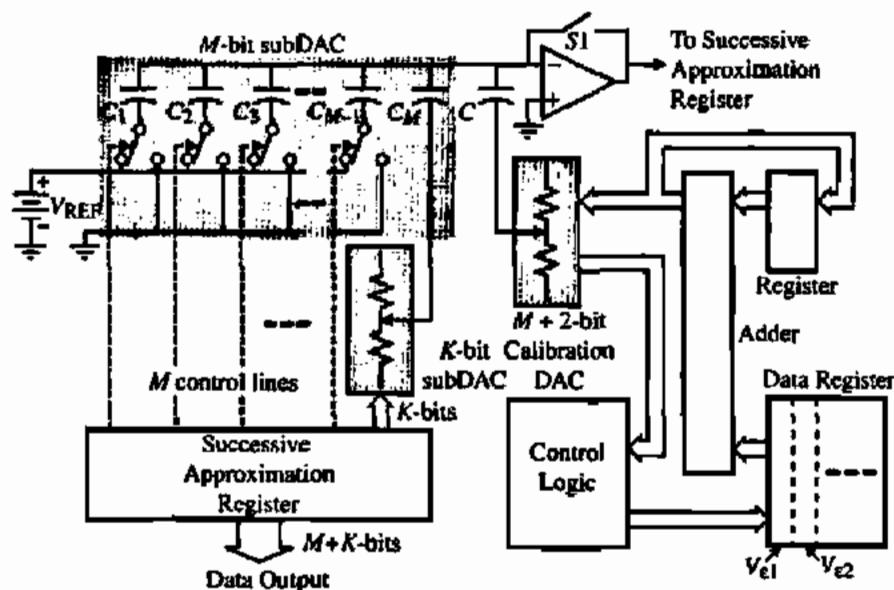 M-bit subDAC
S1
To Successive
Approximation
Register
C1 C2 C3 CM-1 CM C
+
VREF
-
Register
M + 2-bit
Calibration
DAC
Adder
K-bit
subDAC
M control lines
K-bits
Data Register
Successive
Approximation
Register
Control
Logic
M+K-bits
Data Output
Vε1 Vε2